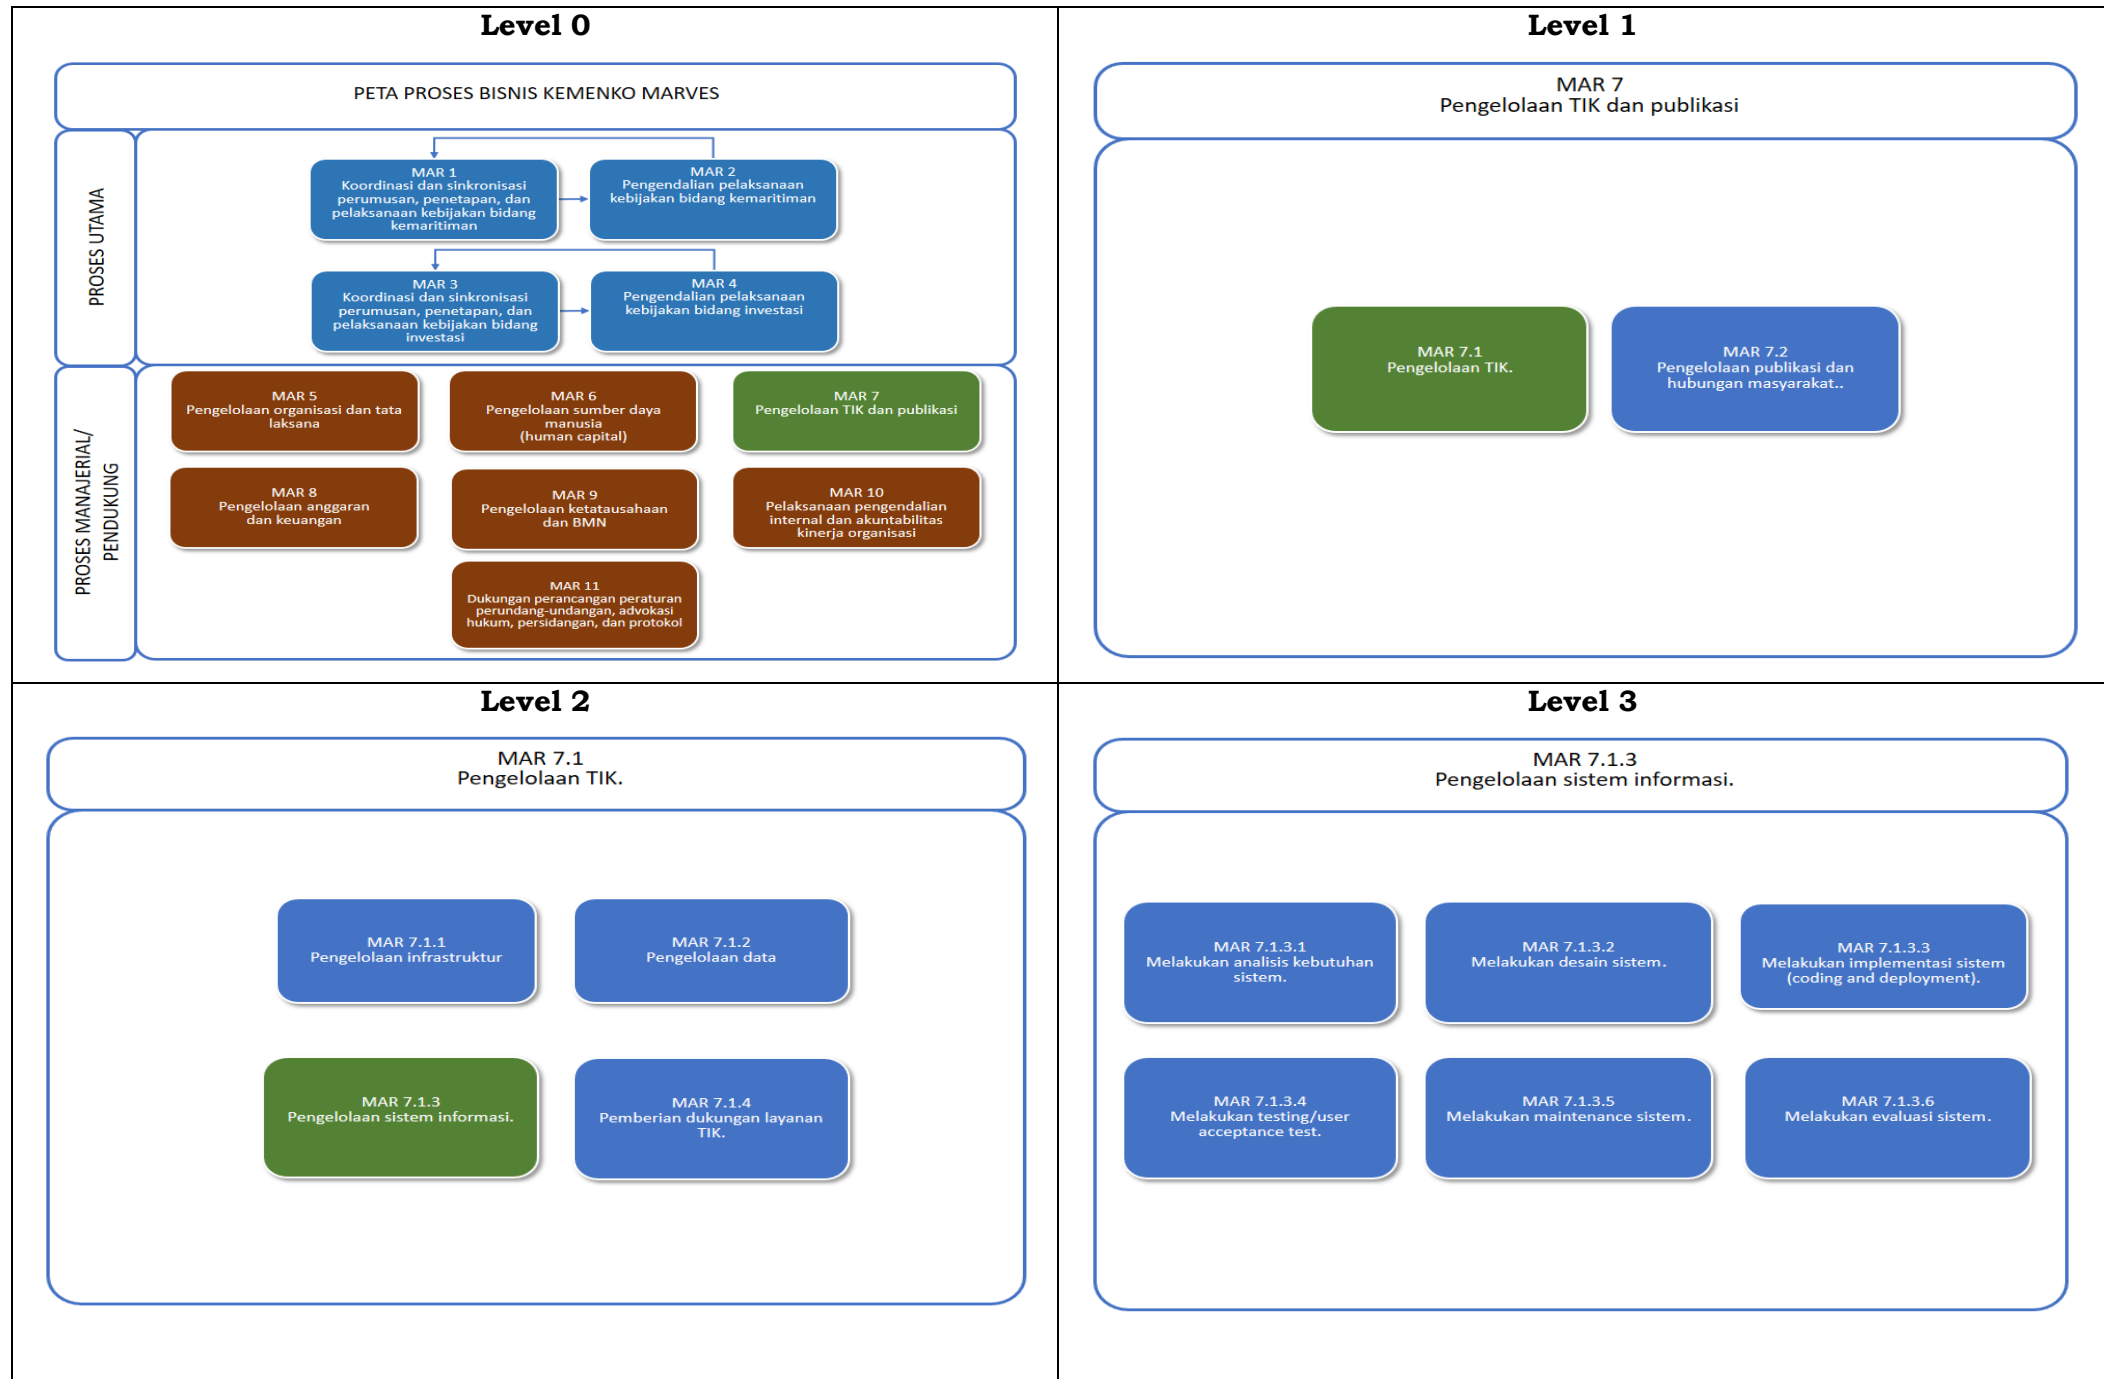 Level 0
PETA PROSES BISNIS KEMENKO MARVES
PROSES UTAMA
MAR 1
Koordinasi dan sinkronisasi
perumusan, penetapan, dan
pelaksanaan kebijakan bidang
kemaritiman
MAR 2
Pengendalian pelaksanaan
kebijakan bidang kemaritiman
MAR 3
Koordinasi dan sinkronisasi
perumusan, penetapan, dan
pelaksanaan kebijakan bidang
investasi
MAR 4
Pengendalian pelaksanaan
kebijakan bidang investasi
PROSES MANAJERIAL/
PENDUKUNG
MAR 5
Pengelolaan organisasi dan tata
laksana
MAR 6
Pengelolaan sumber daya
manusia
(human capital)
MAR 7
Pengelolaan TIK dan publikasi
MAR 8
Pengelolaan anggaran
dan keuangan
MAR 9
Pengelolaan ketatausahaan
dan BMN
MAR 10
Pelaksanaan pengendalian
internal dan akuntabilitas
kinerja organisasi
MAR 11
Dukungan perancangan peraturan
perundang-undangan, advokasi
hukum, persidangan, dan protokol
Level 1
MAR 7
Pengelolaan TIK dan publikasi
MAR 7.1
Pengelolaan TIK.
MAR 7.2
Pengelolaan publikasi dan
hubungan masyarakat..
Level 2
MAR 7.1
Pengelolaan TIK.
MAR 7.1.1
Pengelolaan infrastruktur
MAR 7.1.2
Pengelolaan data
MAR 7.1.3
Pengelolaan sistem informasi.
MAR 7.1.4
Pemberian dukungan layanan
TIK.
Level 3
MAR 7.1.3
Pengelolaan sistem informasi.
MAR 7.1.3.1
Melakukan analisis kebutuhan
sistem.
MAR 7.1.3.2
Melakukan desain sistem.
MAR 7.1.3.3
Melakukan implementasi sistem
(coding and deployment).
MAR 7.1.3.4
Melakukan testing/user
acceptance test.
MAR 7.1.3.5
Melakukan maintenance sistem.
MAR 7.1.3.6
Melakukan evaluasi sistem.